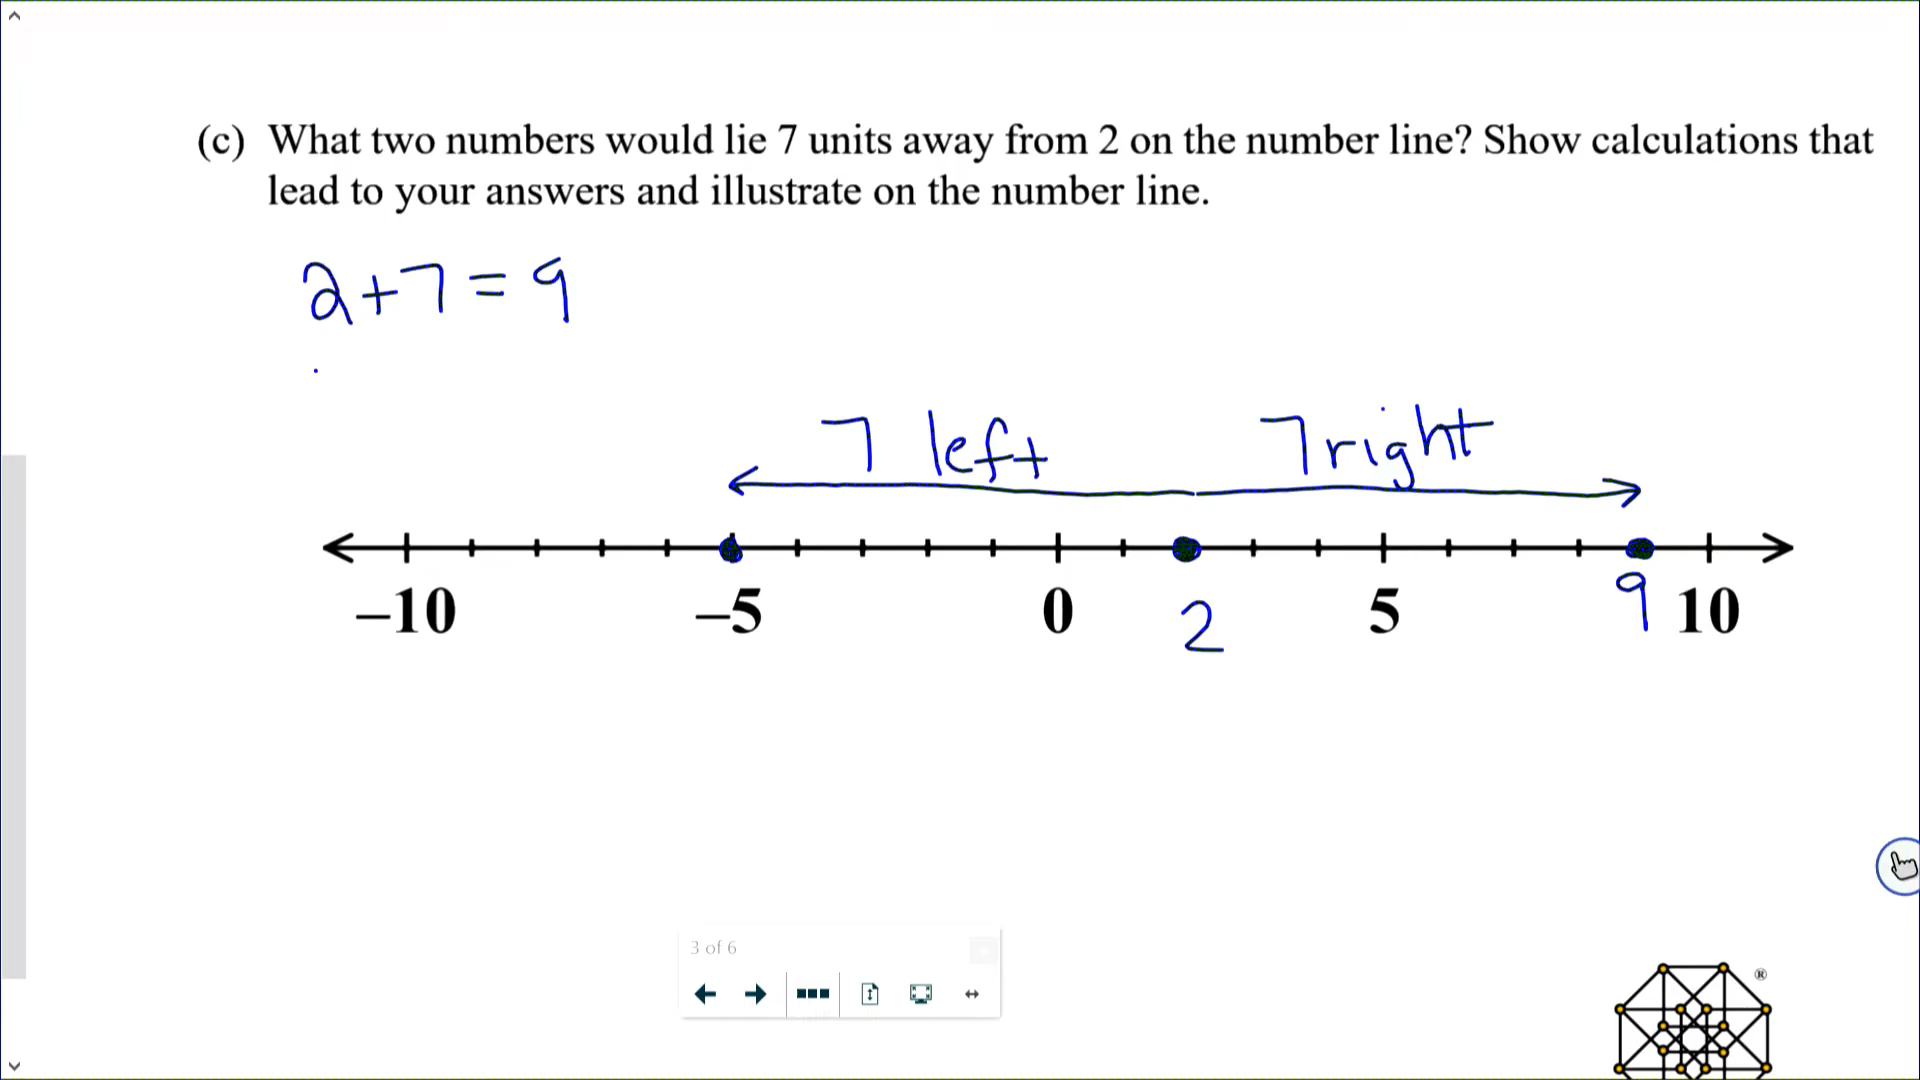 (c) What two numbers would lie 7 units away from 2 on the number line? Show calculations that
lead to your answers and illustrate on the number line.
2+7=9
7 left 7 right
–10 –5 0 2 5 9 10
3 of 6
®